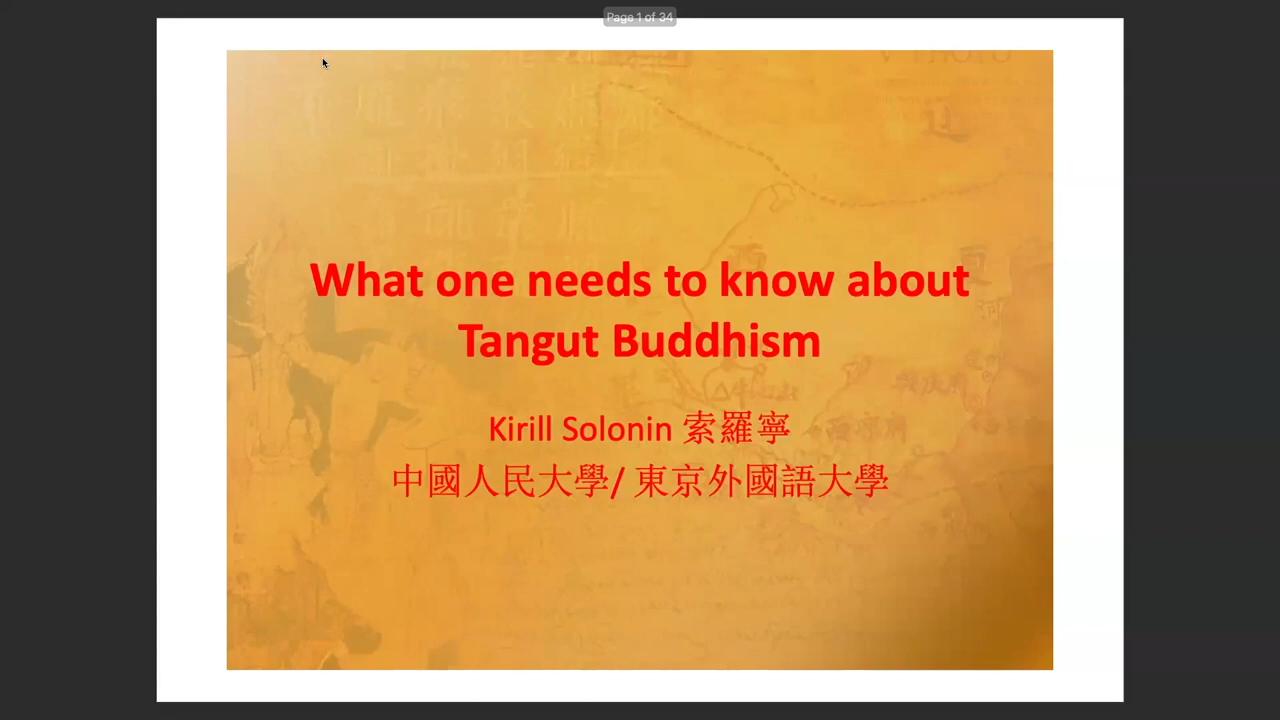 Page 1 of 34
What one needs to know about
Tangut Buddhism
Kirill Solonin 索羅寧
中國人民大學/ 東京外國語大學